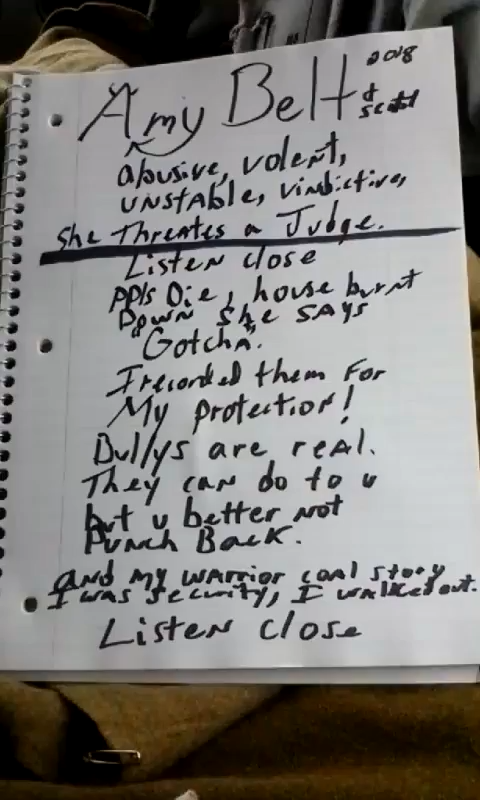 2018
Amy Belt
& scott
abusive, volent,
unstable, vindictive,
She Threates a Judge.
Listen close
ppls Die, house burnt
Down she says
"Gotcha".
I recorded them for
My protection!
Bullys are real.
They can do to u
but u better not
Punch Back.
and my warrior coal story
I was security, I walked out.
Listen close